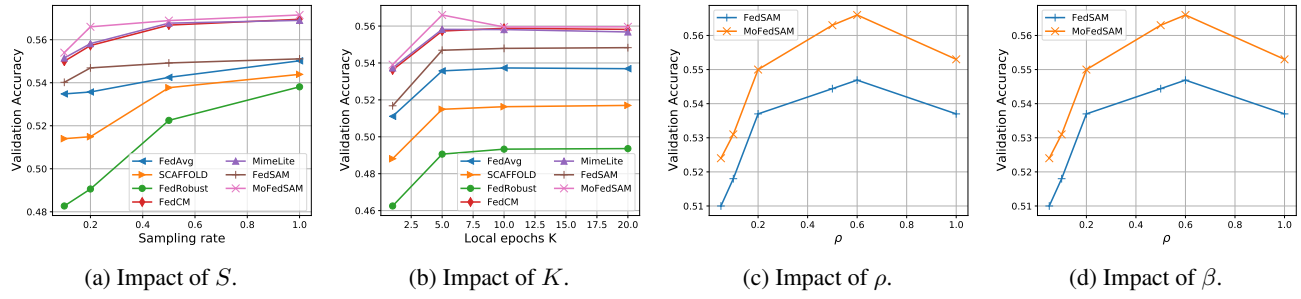 Validation Accuracy
0.56
0.54
0.52
0.50
0.48
0.2 0.4 0.6 0.8 1.0
Sampling rate
FedAvg
SCAFFOLD
FedRobust
FedCM
MimeLite
FedSAM
MoFedSAM
(a) Impact of S.
Validation Accuracy
0.56
0.54
0.52
0.50
0.48
0.46
2.5 5.0 7.5 10.0 12.5 15.0 17.5 20.0
Local epochs K
FedAvg
SCAFFOLD
FedRobust
FedCM
MimeLite
FedSAM
MoFedSAM
(b) Impact of K.
Validation Accuracy
0.56
0.55
0.54
0.53
0.52
0.51
0.2 0.4 0.6 0.8 1.0
ρ
FedSAM
MoFedSAM
(c) Impact of ρ.
Validation Accuracy
0.56
0.55
0.54
0.53
0.52
0.51
0.2 0.4 0.6 0.8 1.0
ρ
FedSAM
MoFedSAM
(d) Impact of β.